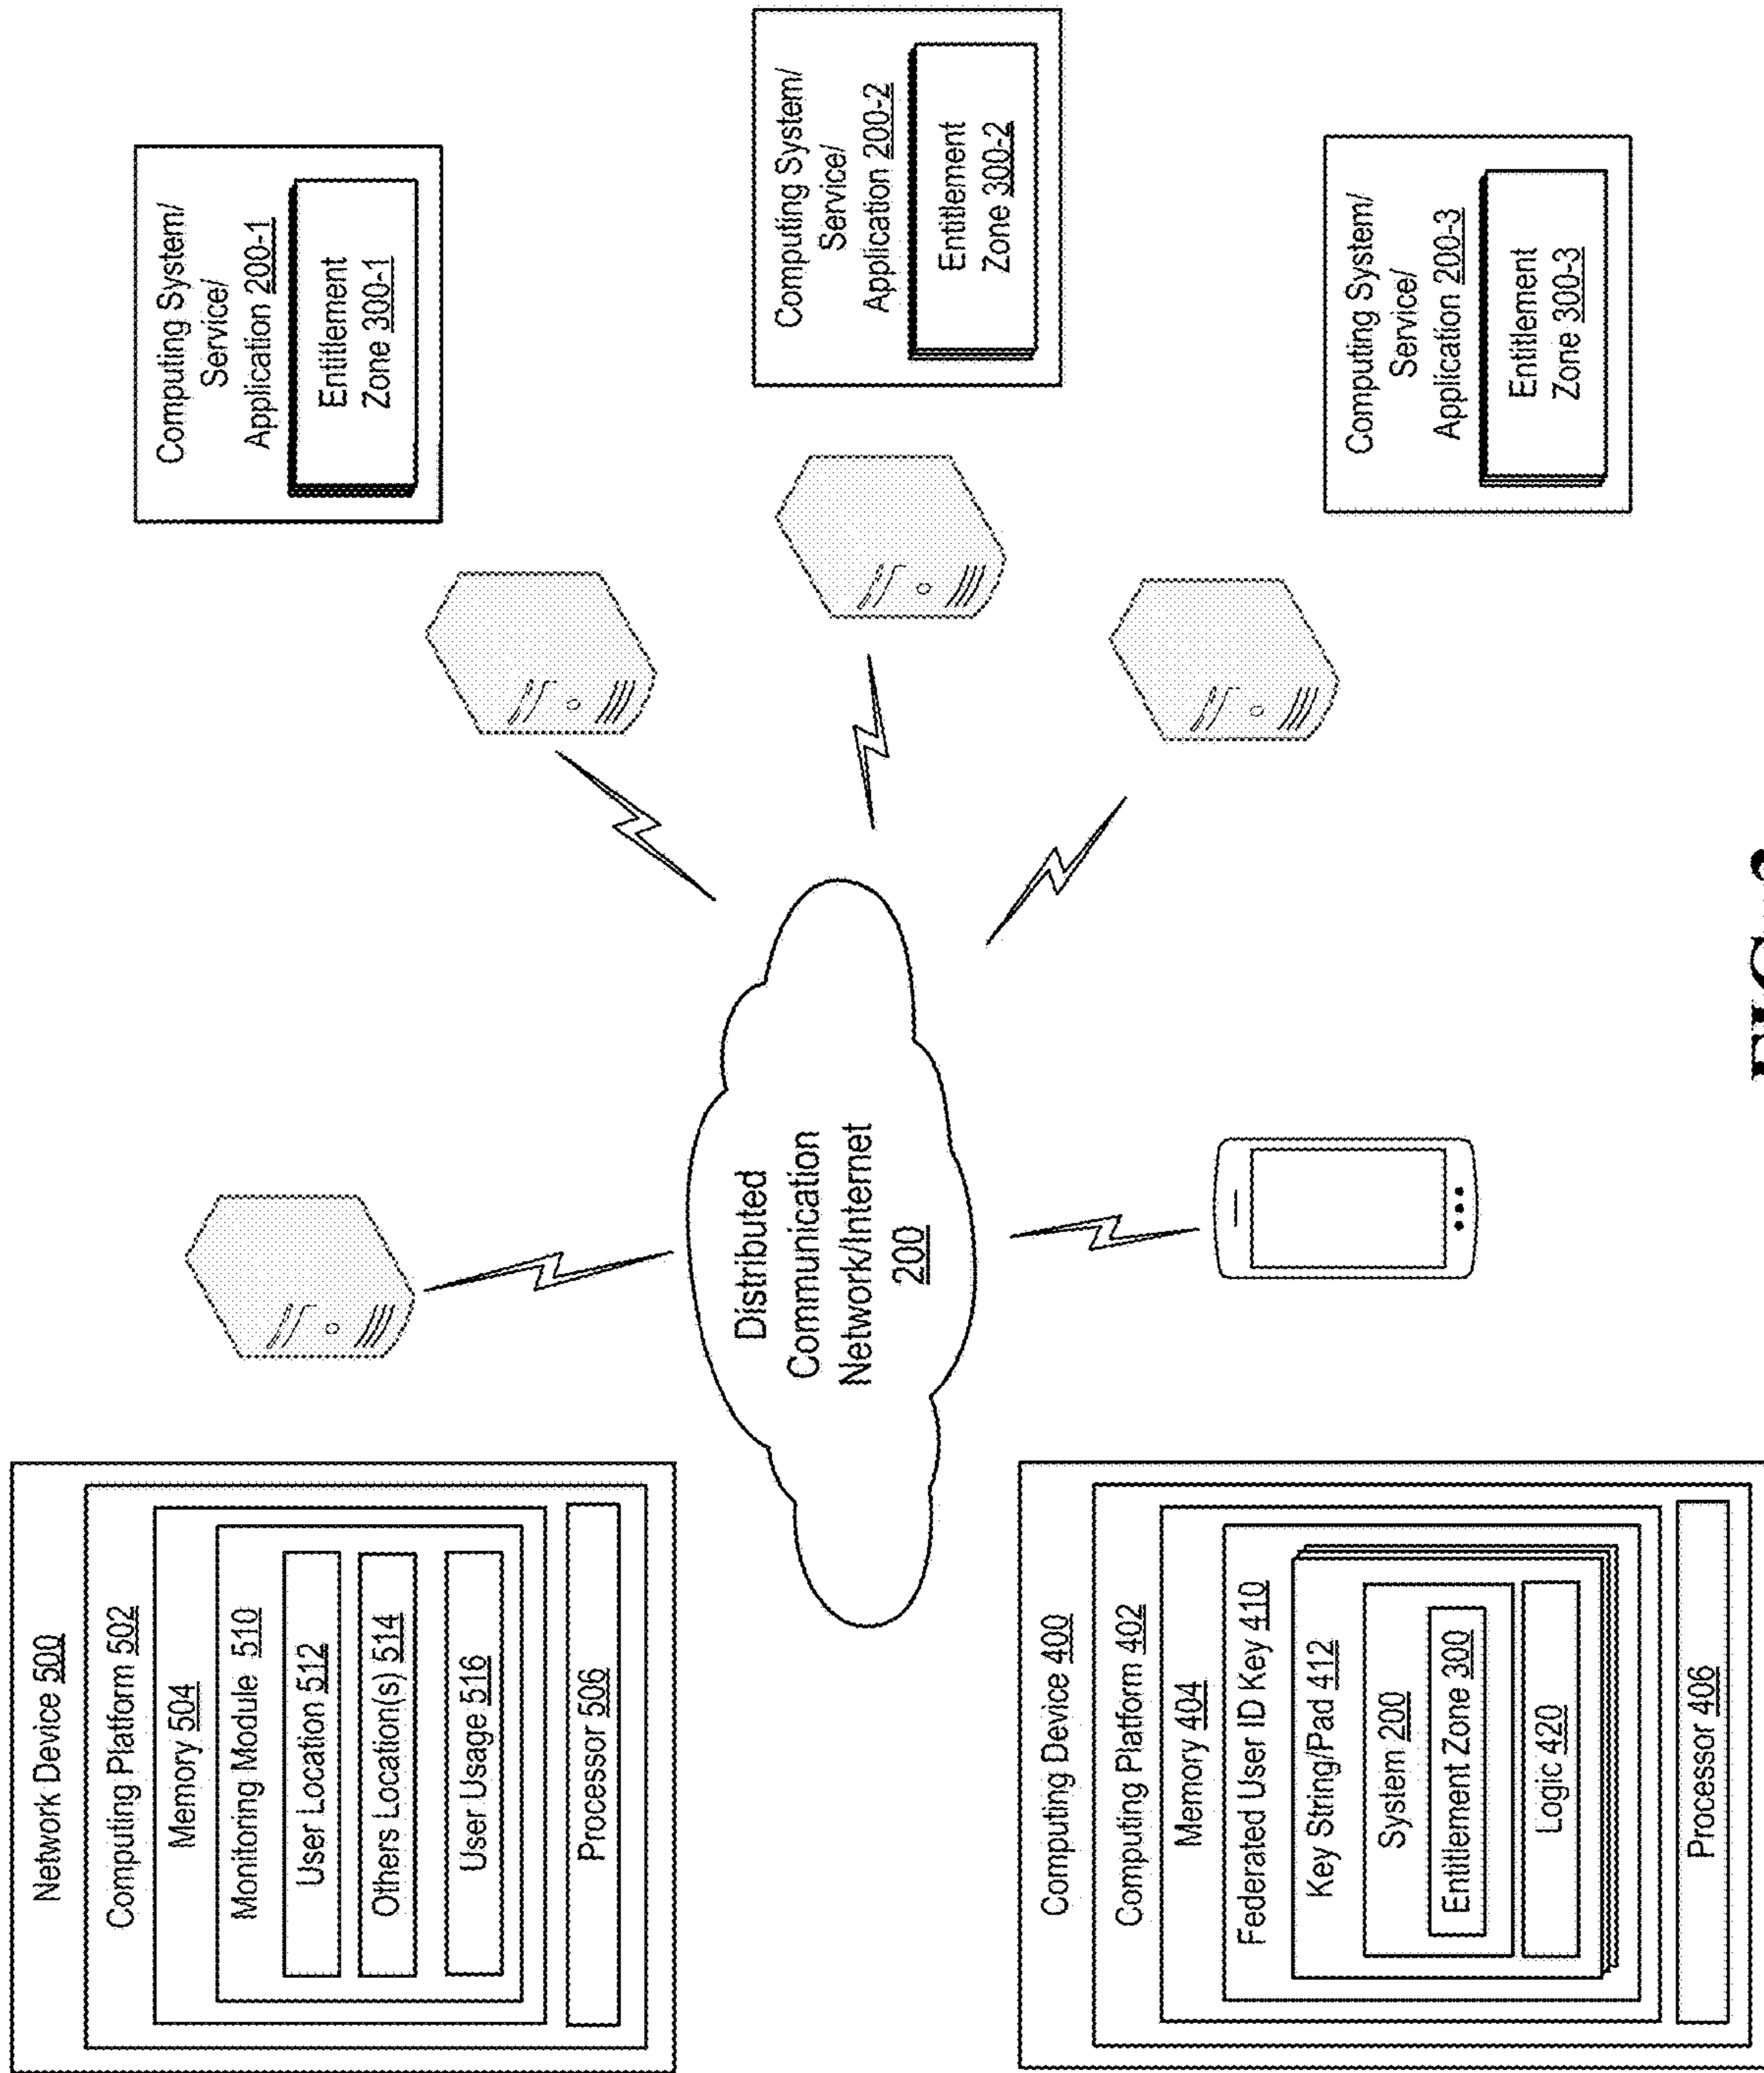 Network Device 500
Computing Platform 502
Memory 504
Monitoring Module 510
User Location 512
Others Location(s) 514
User Usage 516
Processor 506
Computing Device 400
Computing Platform 402
Memory 404
Federated User ID Key 410
Key String/Pad 412
System 200
Entitlement Zone 300
Logic 420
Processor 406
Distributed
Communication
Network/Internet
200
Computing System/
Service/
Application 200-1
Entitlement
Zone 300-1
Computing System/
Service/
Application 200-2
Entitlement
Zone 300-2
Computing System/
Service/
Application 200-3
Entitlement
Zone 300-3